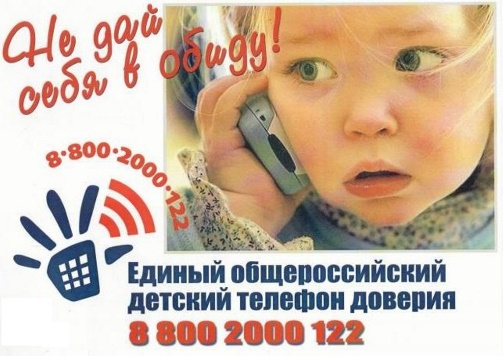 Не дай
себя в обиду!
8·800·2000·122
Единый общероссийский
детский телефон доверия
8 800 2000 122